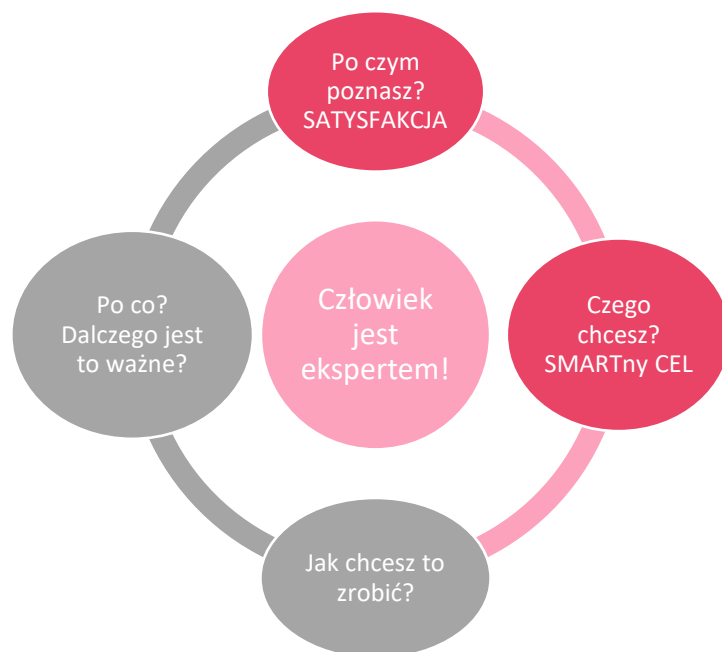 Po czym
poznasz?
SATYSFAKCJA
Po co?
Dalczego jest
to ważne?
Człowiek
jest
ekspertem!
Czego
chcesz?
SMARTny CEL
Jak chcesz to
zrobić?